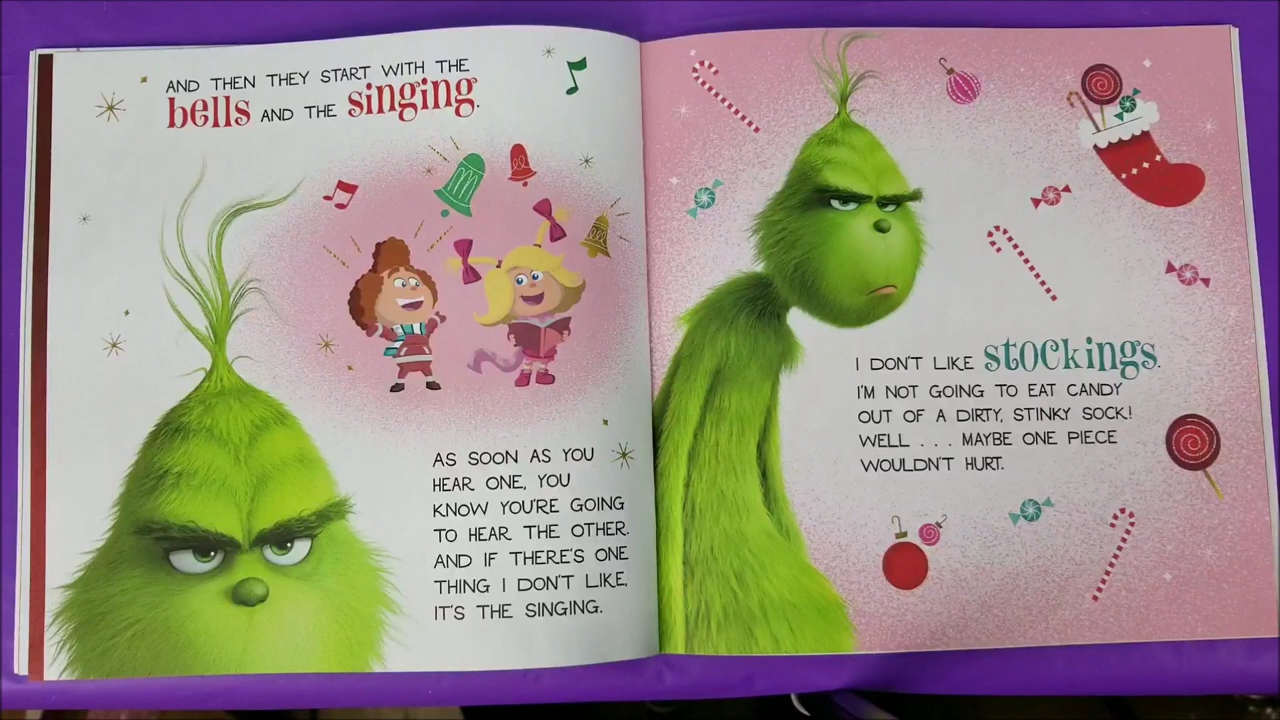 AND THEN THEY START WITH THE
bells AND THE singing.
AS SOON AS YOU
HEAR ONE, YOU
KNOW YOU'RE GOING
TO HEAR THE OTHER.
AND IF THERE'S ONE
THING I DON'T LIKE,
IT'S THE SINGING.
I DON'T LIKE stockings.
I'M NOT GOING TO EAT CANDY
OUT OF A DIRTY, STINKY SOCK!
WELL . . . MAYBE ONE PIECE
WOULDN'T HURT.